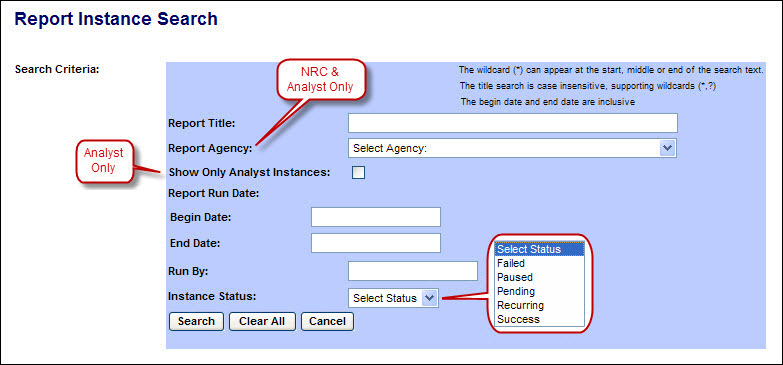 Report Instance Search
Search Criteria:
NRC &
Analyst Only
The wildcard (*) can appear at the start, middle or end of the search text.
The title search is case insensitive, supporting wildcards (*,?)
The begin date and end date are inclusive
Report Title:
Report Agency:
Select Agency:
Analyst
Only
Show Only Analyst Instances:
Report Run Date:
Begin Date:
End Date:
Run By:
Instance Status:
Select Status
Select Status
Failed
Paused
Pending
Recurring
Success
Search
Clear All
Cancel